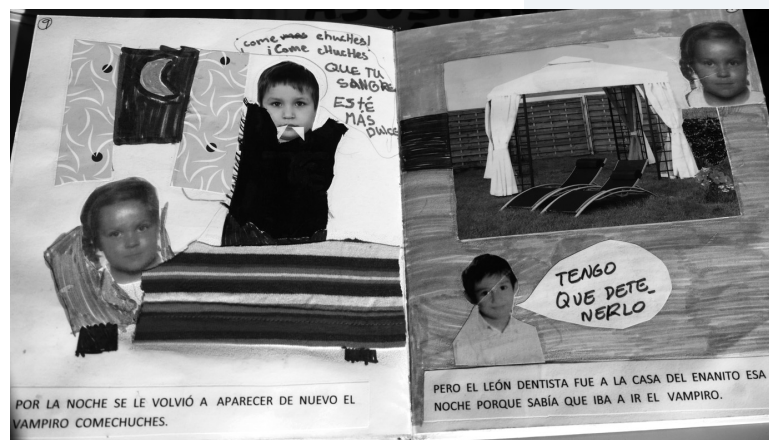 9
¡come mas chuches!
¡Come cHucHes
QUE TU
SANGRE
ESTÉ
MÁS
DULCE
POR LA NOCHE SE LE VOLVIÓ A APARECER DE NUEVO EL
VAMPIRO COMECHUCHES.
TENGO
QUE DETE_
NERLO
PERO EL LEÓN DENTISTA FUE A LA CASA DEL ENANITO ESA
NOCHE PORQUE SABÍA QUE IBA A IR EL VAMPIRO.